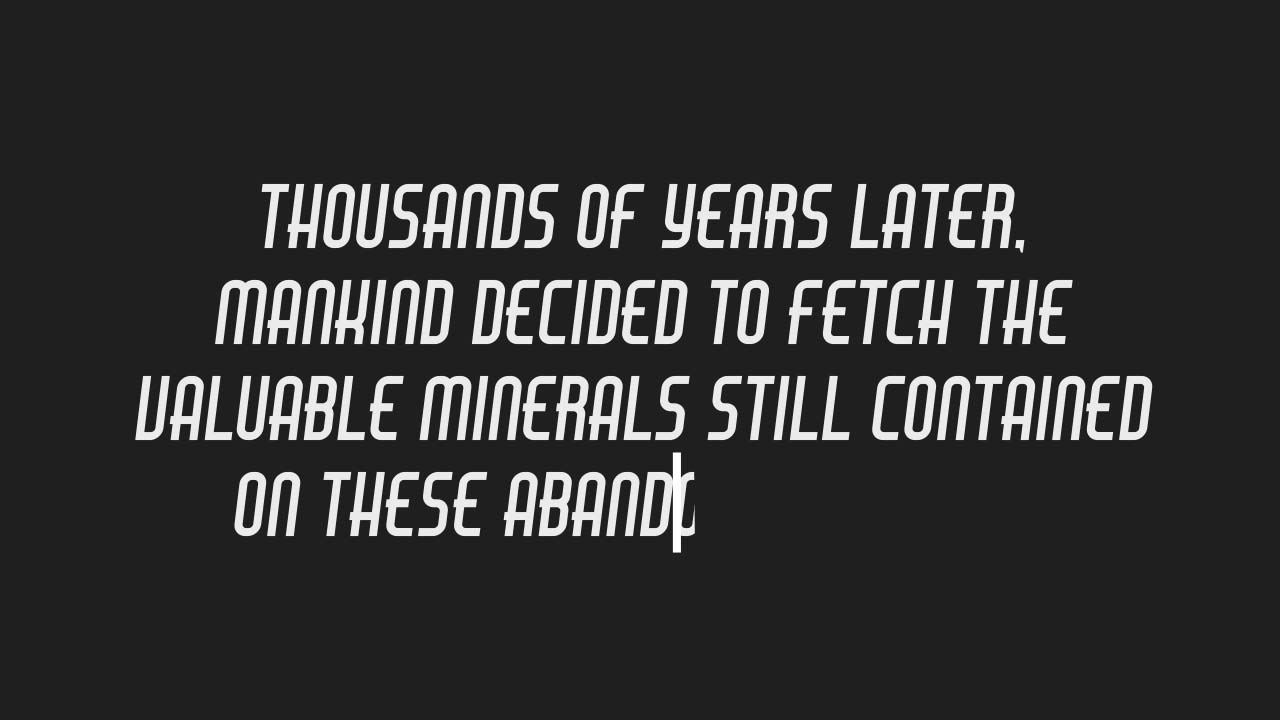 THOUSANDS OF YEARS LATER,
MANKIND DECIDED TO FETCH THE
VALUABLE MINERALS STILL CONTAINED
ON THESE ABAND